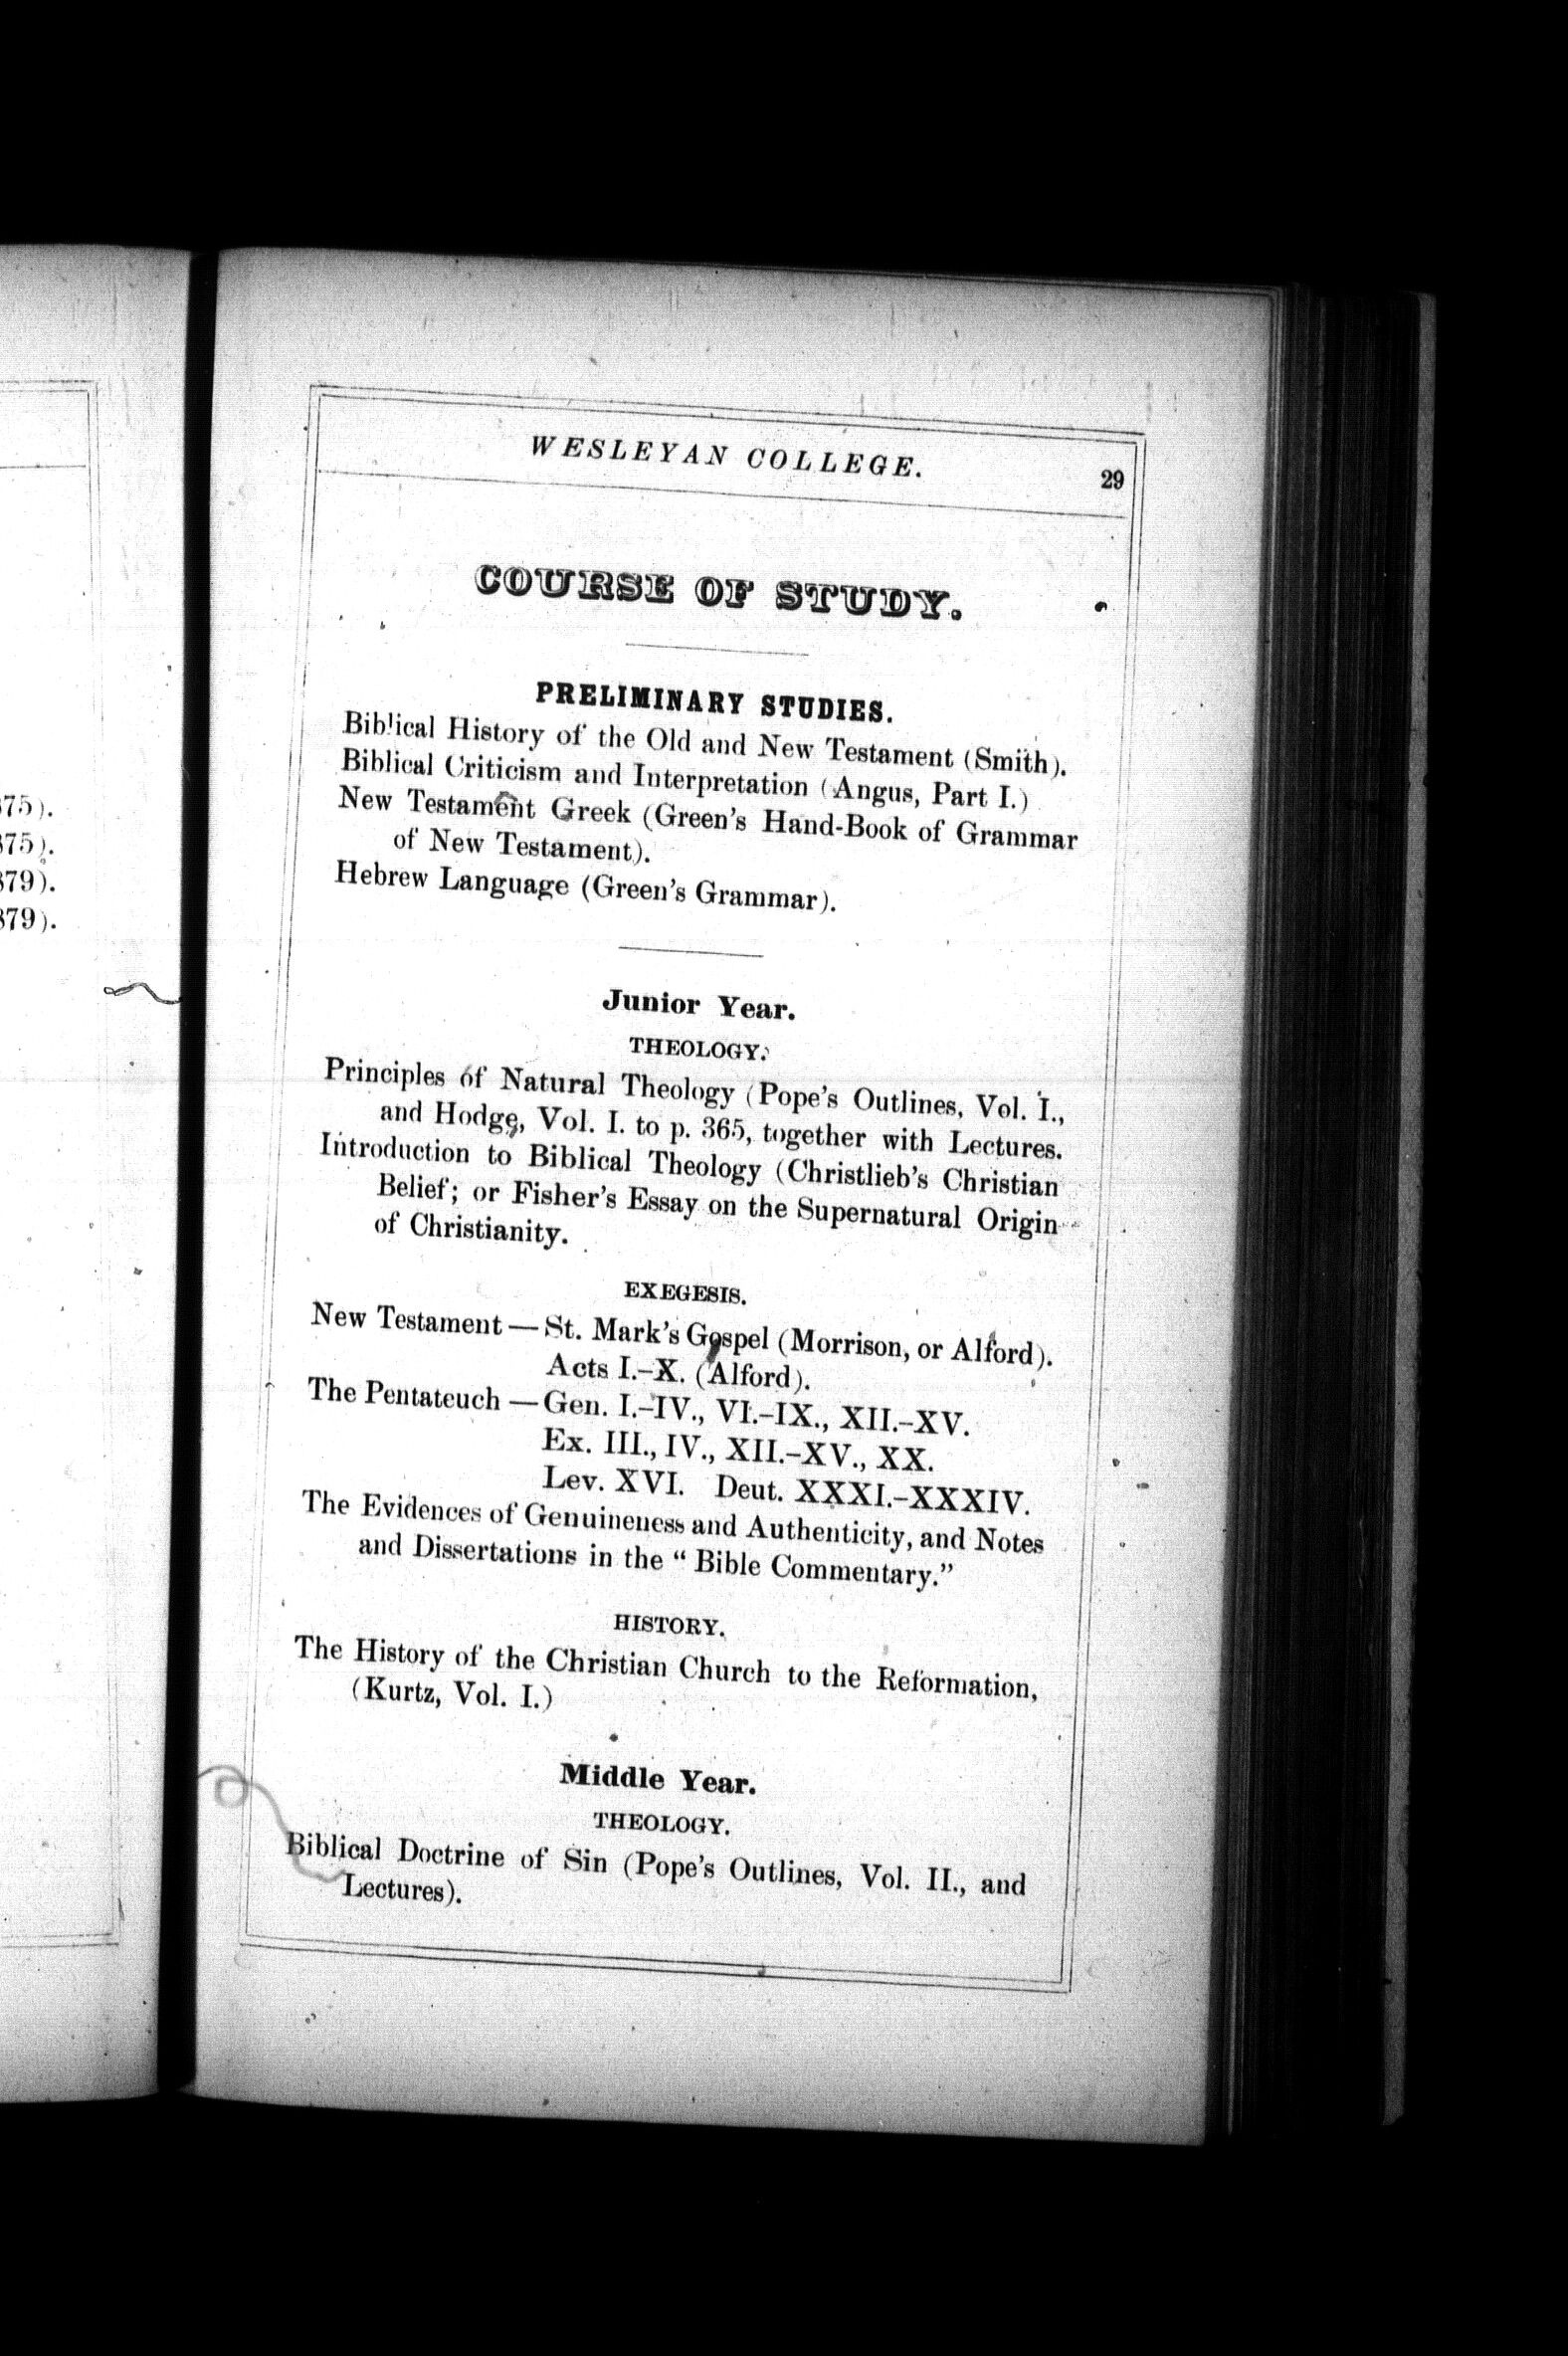 75).
75).
879).
879).
WESLEYAN COLLEGE.
29
COURSE OF STUDY.
PRELIMINARY STUDIES.
Biblical History of the Old and New Testament (Smith).
Biblical Criticism and Interpretation (Angus, Part I.)
New Testament Greek (Green's Hand-Book of Grammar
of New Testament).
Hebrew Language (Green's Grammar).
Junior Year.
THEOLOGY.
Principles of Natural Theology (Pope's Outlines, Vol. I.,
and Hodge, Vol. I. to p. 365, together with Lectures.
Introduction to Biblical Theology (Christlieb's Christian
Belief; or Fisher's Essay on the Supernatural Origin
of Christianity.
EXEGESIS.
New Testament — St. Mark's Gospel (Morrison, or Alford).
Acts I.–X. (Alford).
The Pentateuch — Gen. I.–IV., VI.–IX., XII.–XV.
Ex. III., IV., XII.–XV., XX.
Lev. XVI. Deut. XXXI.–XXXIV.
The Evidences of Genuineness and Authenticity, and Notes
and Dissertations in the “ Bible Commentary.”
HISTORY.
The History of the Christian Church to the Reformation,
(Kurtz, Vol. I.)
Middle Year.
THEOLOGY.
Biblical Doctrine of Sin (Pope's Outlines, Vol. II., and
Lectures).